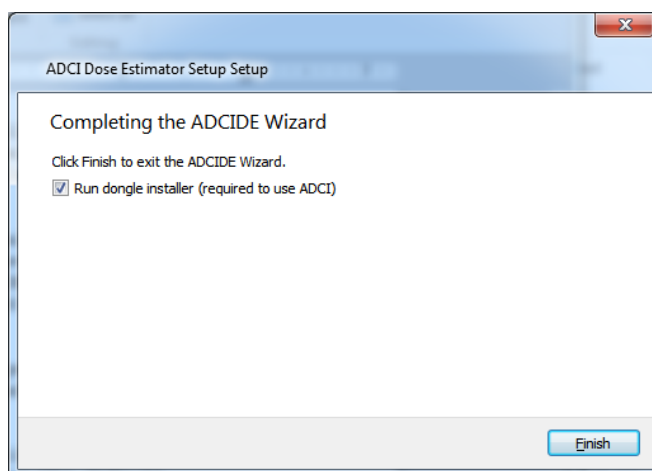 ADCI Dose Estimator Setup Setup
Completing the ADCIDE Wizard
Click Finish to exit the ADCIDE Wizard.
Run dongle installer (required to use ADCI)
Finish